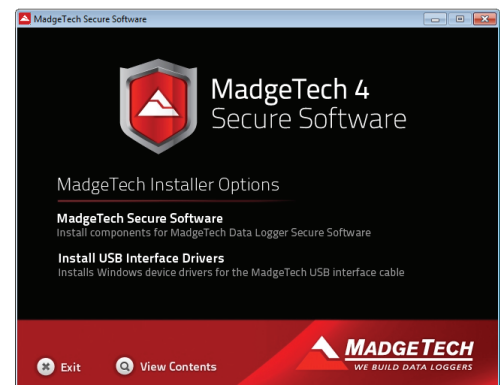 MadgeTech Secure Software
MadgeTech 4
Secure Software
MadgeTech Installer Options
MadgeTech Secure Software
Install components for MadgeTech Data Logger Secure Software
Install USB Interface Drivers
Installs Windows device drivers for the MadgeTech USB interface cable
Exit
View Contents
MADGETECH
WE BUILD DATA LOGGERS